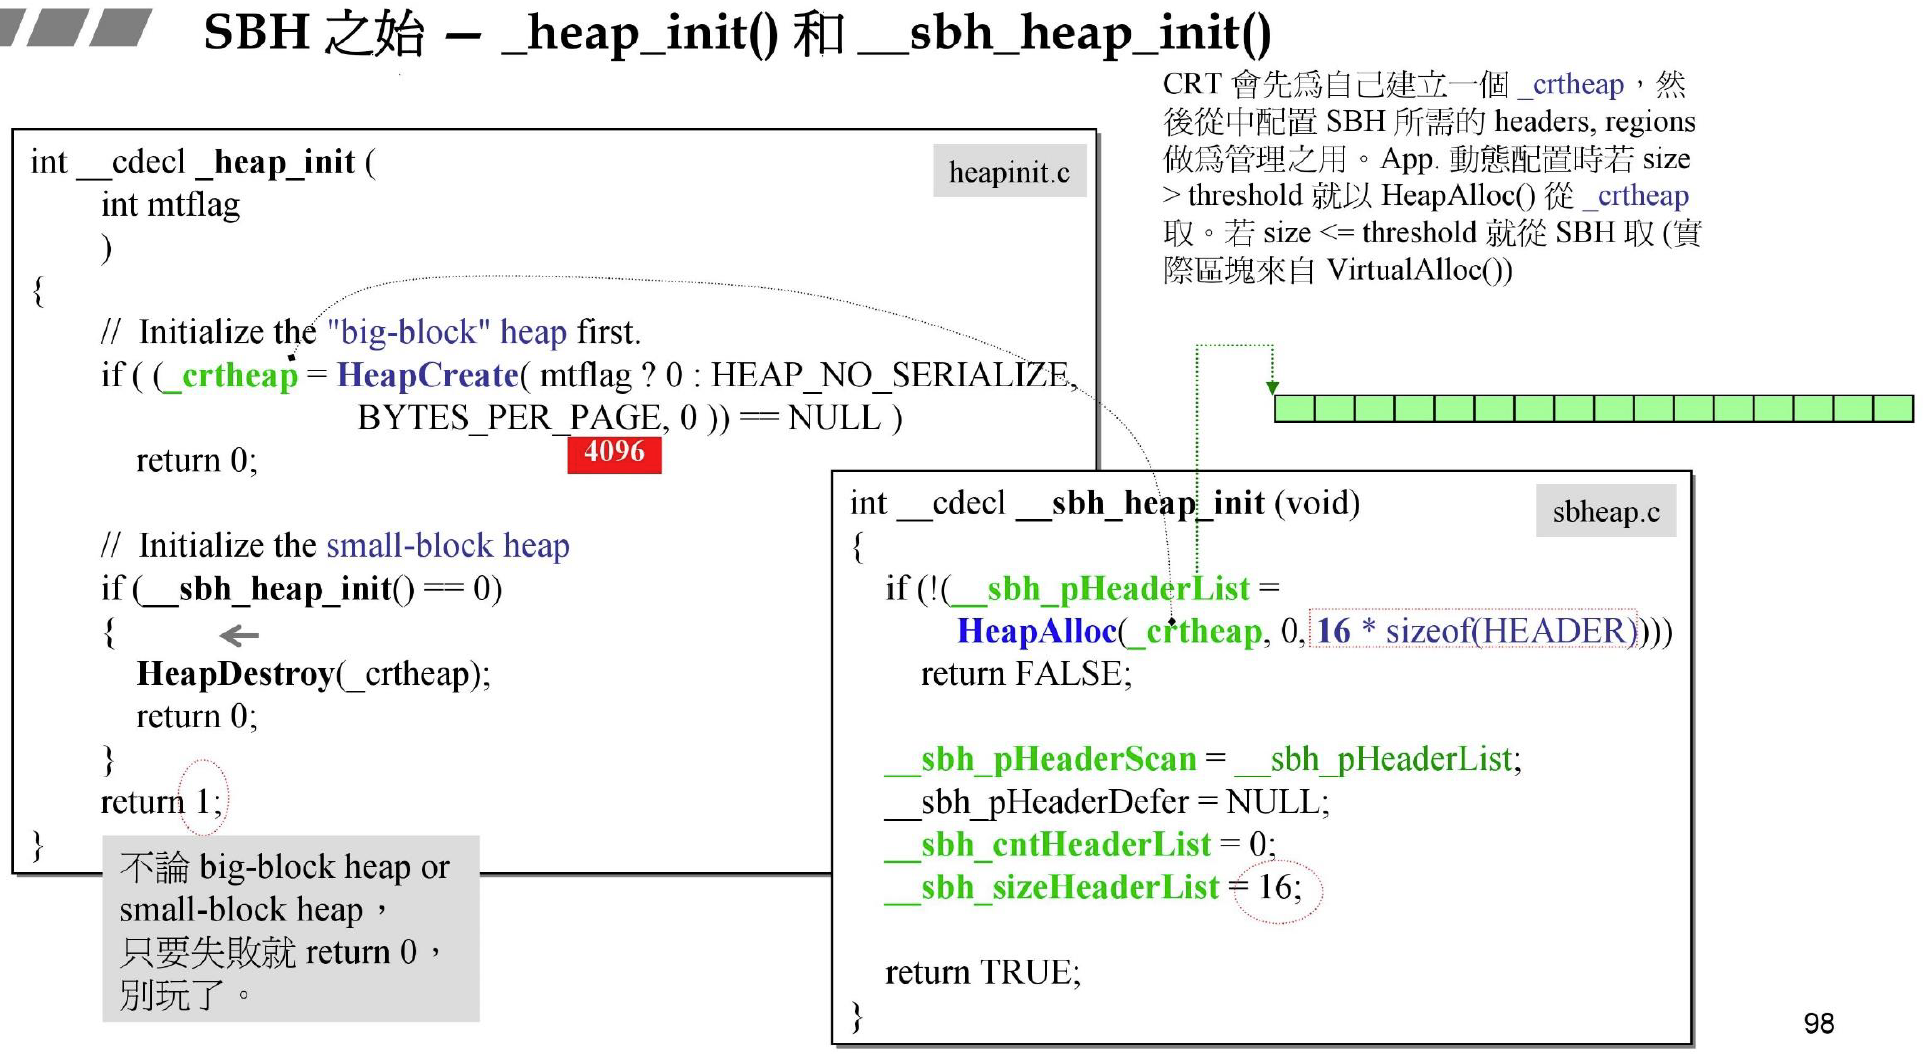 SBH 之始 – _heap_init() 和 __sbh_heap_init()
CRT 會先爲自己建立一個 _crtheap，然
後從中配置 SBH 所需的 headers, regions
做爲管理之用。App. 動態配置時若 size
> threshold 就以 HeapAlloc() 從 _crtheap
取。若 size <= threshold 就從 SBH 取 (實
際區塊來自 VirtualAlloc())
int __cdecl _heap_init (
heapinit.c
int mtflag
)
{
// Initialize the "big-block" heap first.
if ( (_crtheap = HeapCreate( mtflag ? 0 : HEAP_NO_SERIALIZE,
BYTES_PER_PAGE, 0 )) == NULL )
4096
return 0;
// Initialize the small-block heap
if (__sbh_heap_init() == 0)
{
HeapDestroy(_crtheap);
return 0;
}
return 1;
}
不論 big-block heap or
small-block heap，
只要失敗就 return 0，
別玩了。
int __cdecl __sbh_heap_init (void)
sbheap.c
{
if (!(__sbh_pHeaderList =
HeapAlloc(_crtheap, 0, 16 * sizeof(HEADER))))
return FALSE;
__sbh_pHeaderScan = __sbh_pHeaderList;
__sbh_pHeaderDefer = NULL;
__sbh_cntHeaderList = 0;
__sbh_sizeHeaderList = 16;
return TRUE;
}
98